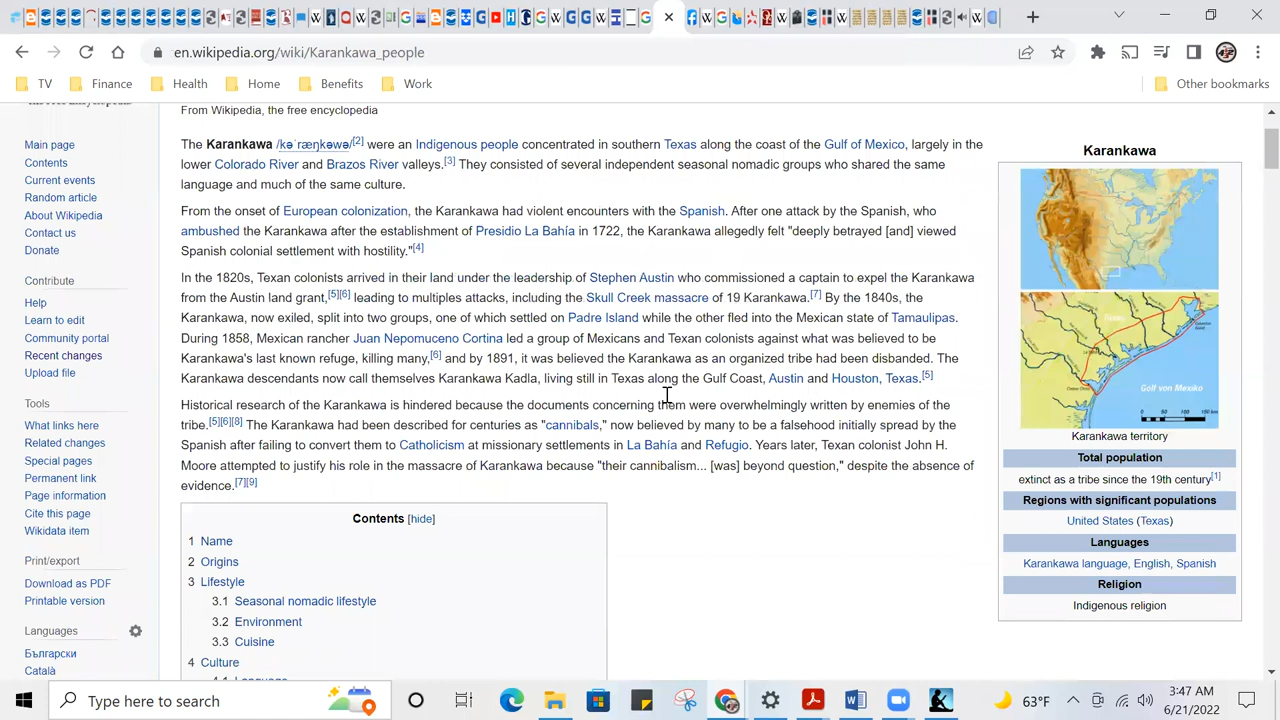 en.wikipedia.org/wiki/Karankawa_people
TV Finance Health Home Benefits Work Other bookmarks
From Wikipedia, the free encyclopedia
Main page
Contents
Current events
Random article
About Wikipedia
Contact us
Donate
Contribute
Help
Learn to edit
Community portal
Recent changes
Upload file
Tools
What links here
Related changes
Special pages
Permanent link
Page information
Cite this page
Wikidata item
Print/export
Download as PDF
Printable version
Languages
Български
Català
The Karankawa /kəˈræŋkəwə/[2] were an Indigenous people concentrated in southern Texas along the coast of the Gulf of Mexico, largely in the
lower Colorado River and Brazos River valleys.[3] They consisted of several independent seasonal nomadic groups who shared the same
language and much of the same culture.
From the onset of European colonization, the Karankawa had violent encounters with the Spanish. After one attack by the Spanish, who
ambushed the Karankawa after the establishment of Presidio La Bahía in 1722, the Karankawa allegedly felt "deeply betrayed [and] viewed
Spanish colonial settlement with hostility."[4]
In the 1820s, Texan colonists arrived in their land under the leadership of Stephen Austin who commissioned a captain to expel the Karankawa
from the Austin land grant,[5][6] leading to multiples attacks, including the Skull Creek massacre of 19 Karankawa.[7] By the 1840s, the
Karankawa, now exiled, split into two groups, one of which settled on Padre Island while the other fled into the Mexican state of Tamaulipas.
During 1858, Mexican rancher Juan Nepomuceno Cortina led a group of Mexicans and Texan colonists against what was believed to be
Karankawa's last known refuge, killing many,[6] and by 1891, it was believed the Karankawa as an organized tribe had been disbanded. The
Karankawa descendants now call themselves Karankawa Kadla, living still in Texas along the Gulf Coast, Austin and Houston, Texas.[5]
Historical research of the Karankawa is hindered because the documents concerning them were overwhelmingly written by enemies of the
tribe.[5][6][8] The Karankawa had been described for centuries as "cannibals," now believed by many to be a falsehood initially spread by the
Spanish after failing to convert them to Catholicism at missionary settlements in La Bahía and Refugio. Years later, Texan colonist John H.
Moore attempted to justify his role in the massacre of Karankawa because "their cannibalism... [was] beyond question," despite the absence of
evidence.[7][9]
Contents [hide]
1 Name
2 Origins
3 Lifestyle
3.1 Seasonal nomadic lifestyle
3.2 Environment
3.3 Cuisine
4 Culture
Karankawa
Golf von Mexiko
Karankawa territory
Total population
extinct as a tribe since the 19th century[1]
Regions with significant populations
United States (Texas)
Languages
Karankawa language, English, Spanish
Religion
Indigenous religion
Type here to search
63°F
3:47 AM
6/21/2022